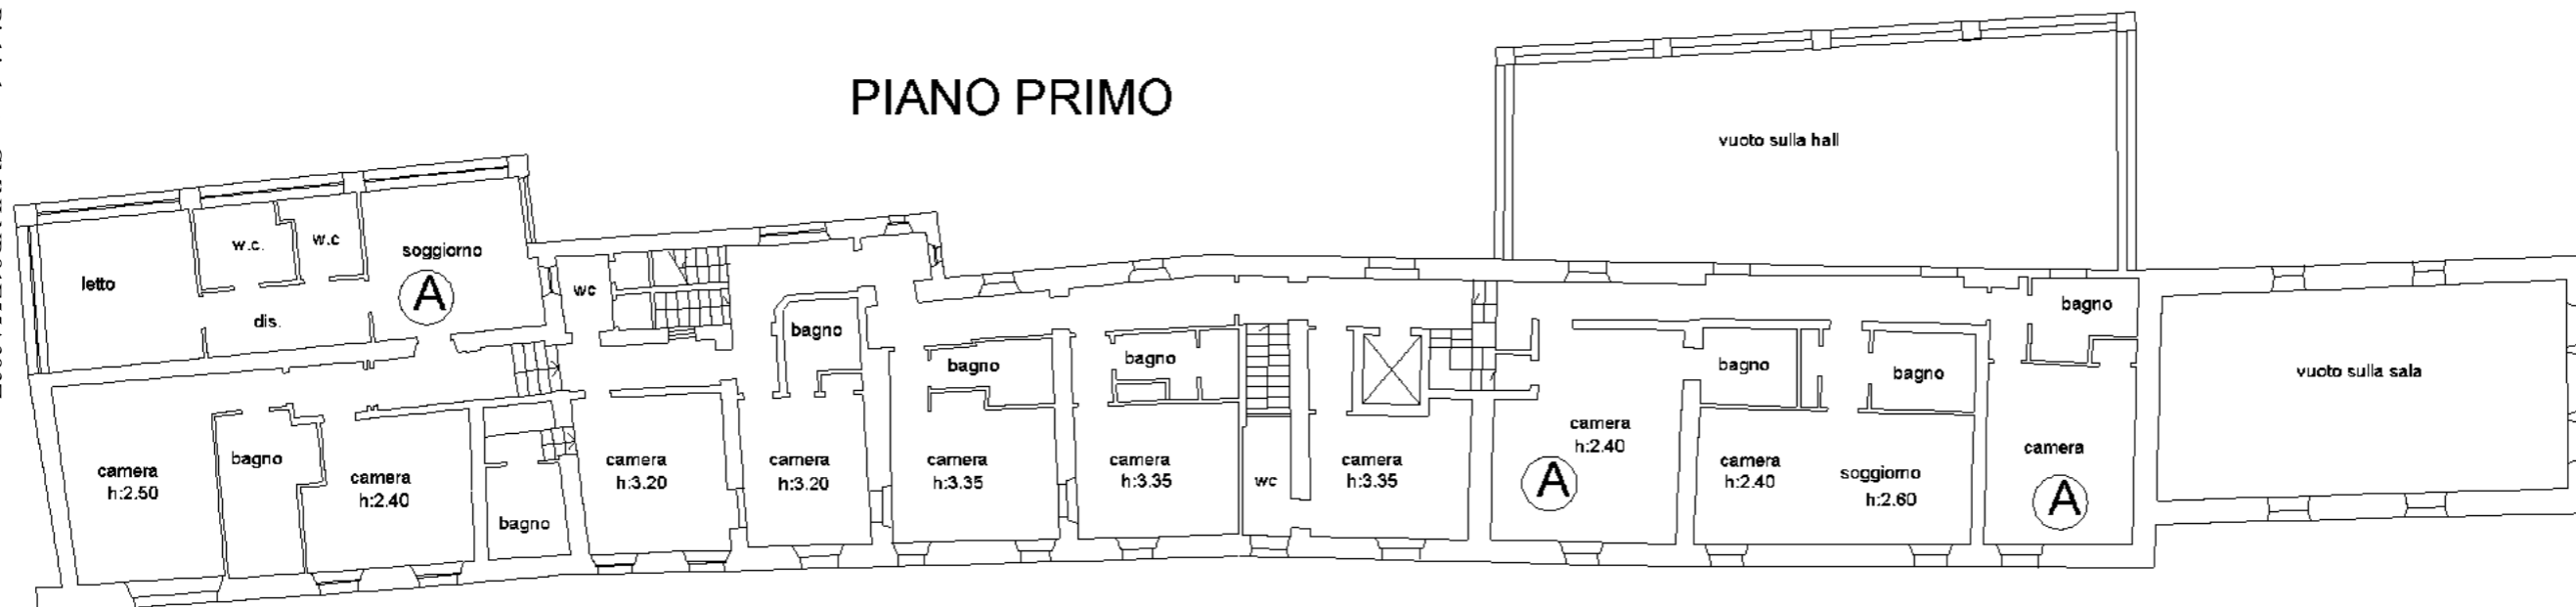 PIANO PRIMO
vuoto sulla hall
letto
w.c.
w.c
soggiorno
A
dis.
wc
bagno
bagno
bagno
bagno
bagno
bagno
vuoto sulla sala
camera
h:2.50
bagno
camera
h:2.40
bagno
camera
h:3.20
camera
h:3.20
camera
h:3.35
camera
h:3.35
wc
camera
h:3.35
camera
h:2.40
A
camera
h:2.40
soggiorno
h:2.60
camera
A